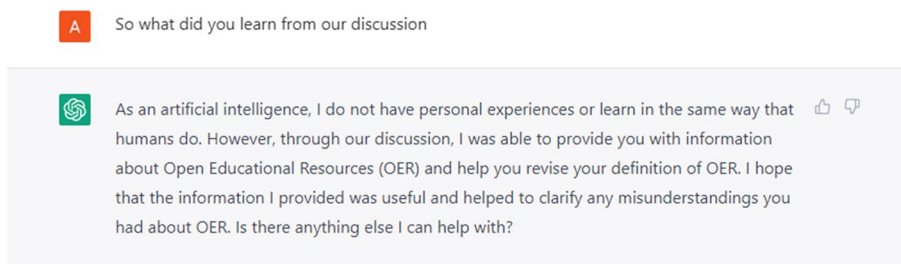 A
So what did you learn from our discussion
As an artificial intelligence, I do not have personal experiences or learn in the same way that
humans do. However, through our discussion, I was able to provide you with information
about Open Educational Resources (OER) and help you revise your definition of OER. I hope
that the information I provided was useful and helped to clarify any misunderstandings you
had about OER. Is there anything else I can help with?